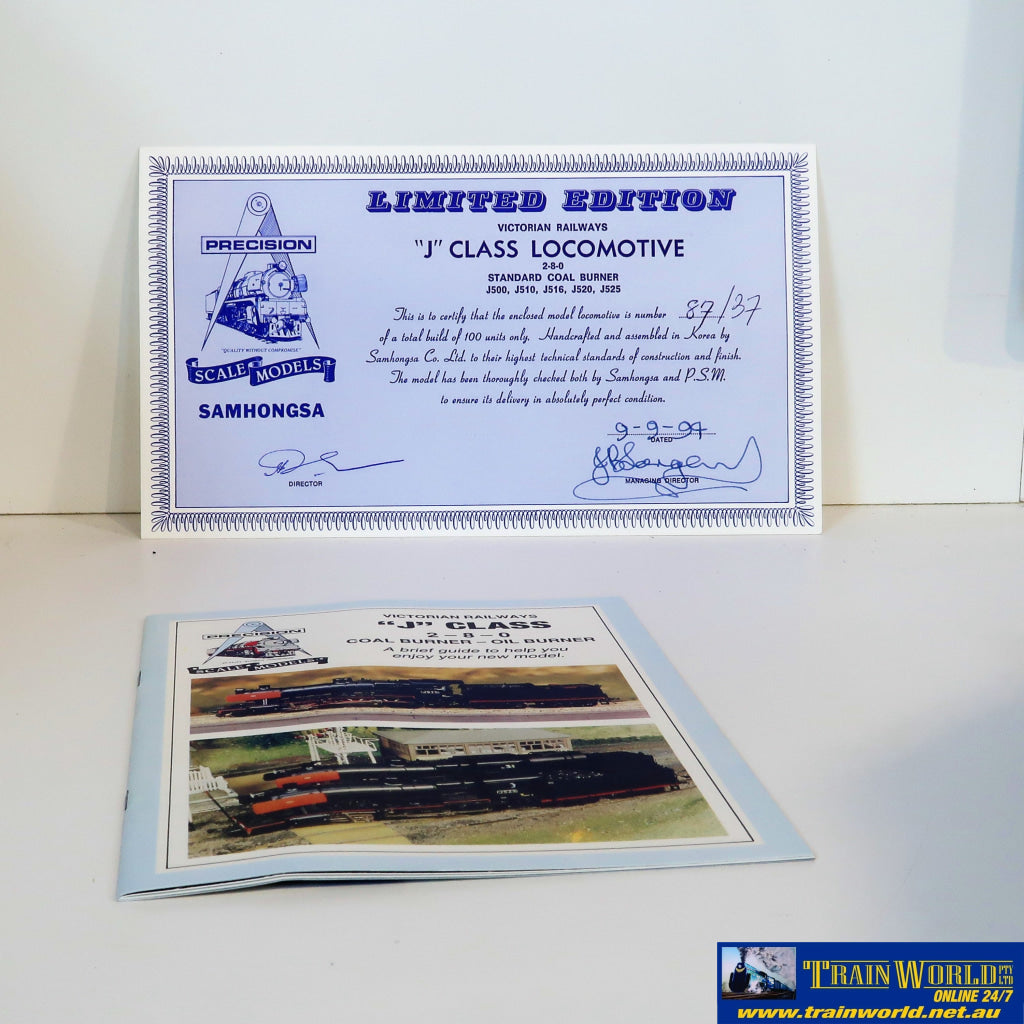 LIMITED EDITION
VICTORIAN RAILWAYS
"J" CLASS LOCOMOTIVE
2-8-0
STANDARD COAL BURNER
J500, J510, J516, J520, J525
This is to certify that the enclosed model locomotive is number 87/37
of a total build of 100 units only. Handcrafted and assembled in Korea by
Samhongsa Co. Ltd. to their highest technical standards of construction and finish.
The model has been thoroughly checked both by Samhongsa and P.S.M.
to ensure its delivery in absolutely perfect condition.
PRECISION
"QUALITY WITHOUT COMPROMISE"
SCALE MODELS
SAMHONGSA
DIRECTOR
9-9-97
DATED
MANAGING DIRECTOR
VICTORIAN RAILWAYS
"J" CLASS
2-8-0
COAL BURNER - OIL BURNER
A brief guide to help you
enjoy your new model.
PRECISION
SCALE MODELS
TRAIN WORLD PTY LTD
ONLINE 24/7
www.trainworld.net.au